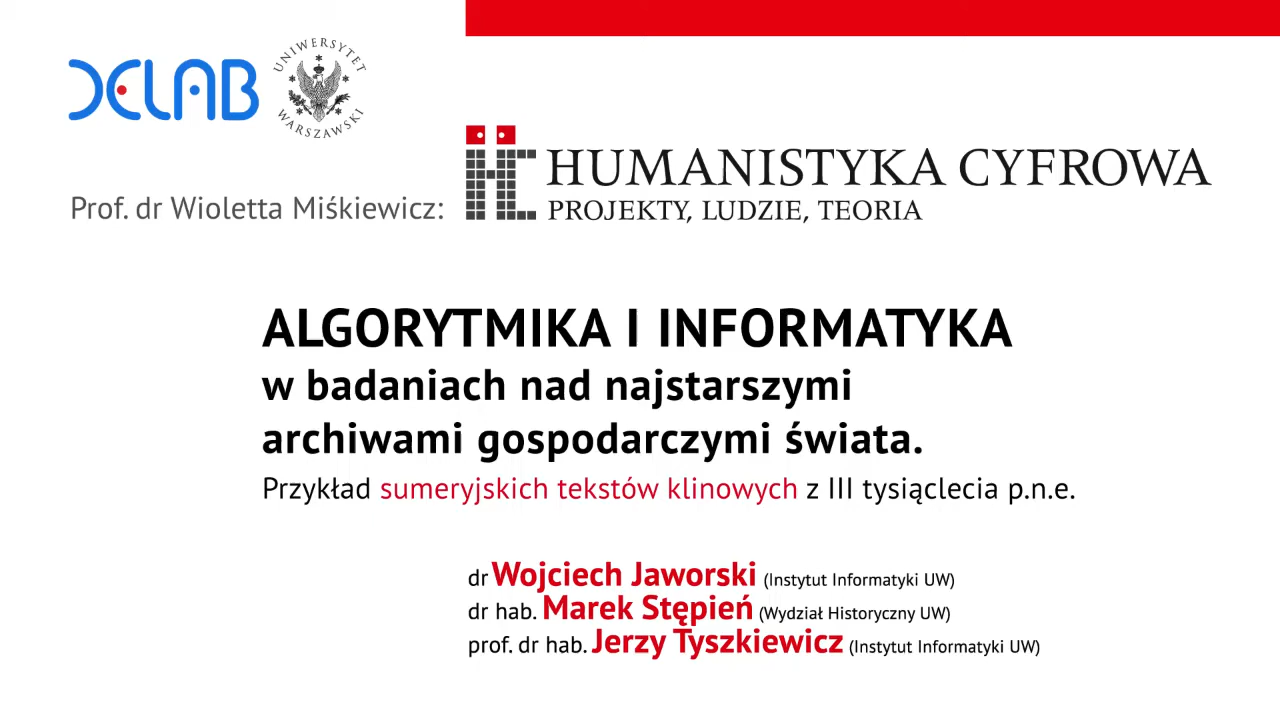 DELAB
UNIWERSYTET
WARSZAWSKI
HUMANISTYKA CYFROWA
PROJEKTY, LUDZIE, TEORIA
Prof. dr Wioletta Miśkiewicz:
ALGORYTMIKA I INFORMATYKA
w badaniach nad najstarszymi
archiwami gospodarczymi świata.
Przykład sumeryjskich tekstów klinowych z III tysiąclecia p.n.e.
dr Wojciech Jaworski (Instytut Informatyki UW)
dr hab. Marek Stępień (Wydział Historyczny UW)
prof. dr hab. Jerzy Tyszkiewicz (Instytut Informatyki UW)